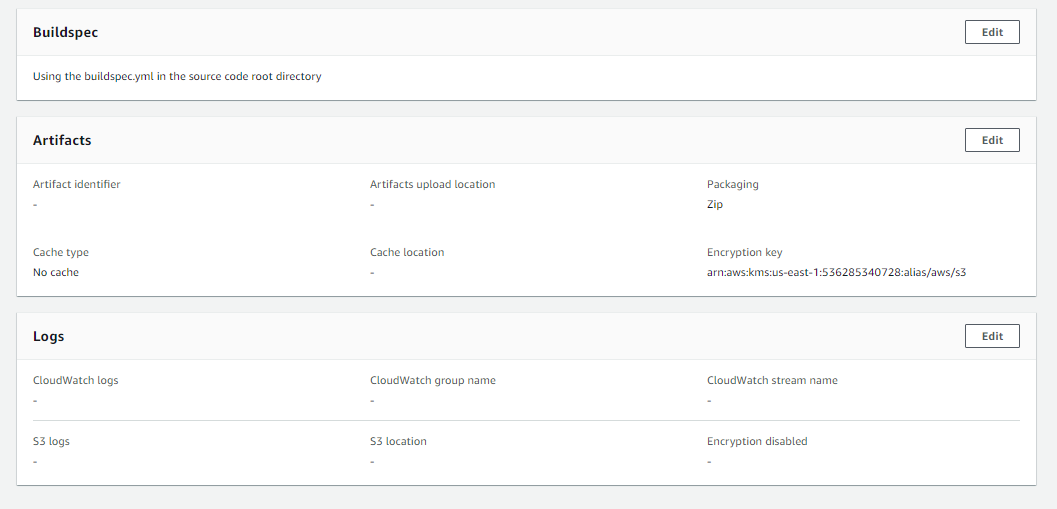 Buildspec
Edit
Using the buildspec.yml in the source code root directory
Artifacts
Edit
Artifact identifier
-
Artifacts upload location
-
Packaging
Zip
Cache type
No cache
Cache location
-
Encryption key
arn:aws:kms:us-east-1:536285340728:alias/aws/s3
Logs
Edit
CloudWatch logs
-
CloudWatch group name
-
CloudWatch stream name
-
S3 logs
-
S3 location
-
Encryption disabled
-